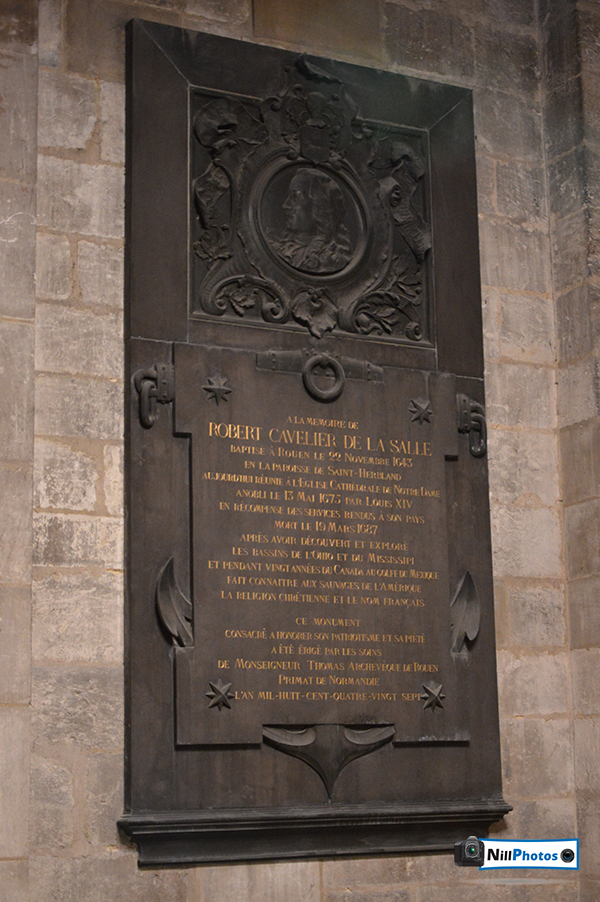 A LA MEMOIRE DE
ROBERT CAVELIER DE LA SALLE
BAPTISE À ROUEN LE 22 NOVEMBRE 1643
EN LA PAROISSE DE SAINT-HERBLAND
AUJOURD'HUI RÉUNIE À L'ÉGLISE CATHÉDRALE DE NOTRE DAME
ANOBLI LE 13 MAI 1675 PAR LOUIS XIV
EN RECOMPENSE DES SERVICES RENDUS A SON PAYS
MORT LE 19 MARS 1687
APRÈS AVOIR DÉCOUVERT ET EXPLORÉ
LES BASSINS DE L'OHIO ET DU MISSISSIPI
ET PENDANT VINGT ANNÉES DU CANADA AU GOLFE DU MEXIQUE
FAIT CONNAITRE AUX SAUVAGES DE L'AMÉRIQUE
LA RELIGION CHRÉTIENNE ET LE NOM FRANÇAIS
CE MONUMENT
CONSACRÉ A HONORER SON PATRIOTISME ET SA PIÉTÉ
A ÉTÉ ÉRIGÉ PAR LES SOINS
DE MONSEIGNEUR THOMAS ARCHEVÊQUE DE ROUEN
PRIMAT DE NORMANDIE
L'AN MIL-HUIT-CENT-QUATRE-VINGT SEPT
NillPhotos